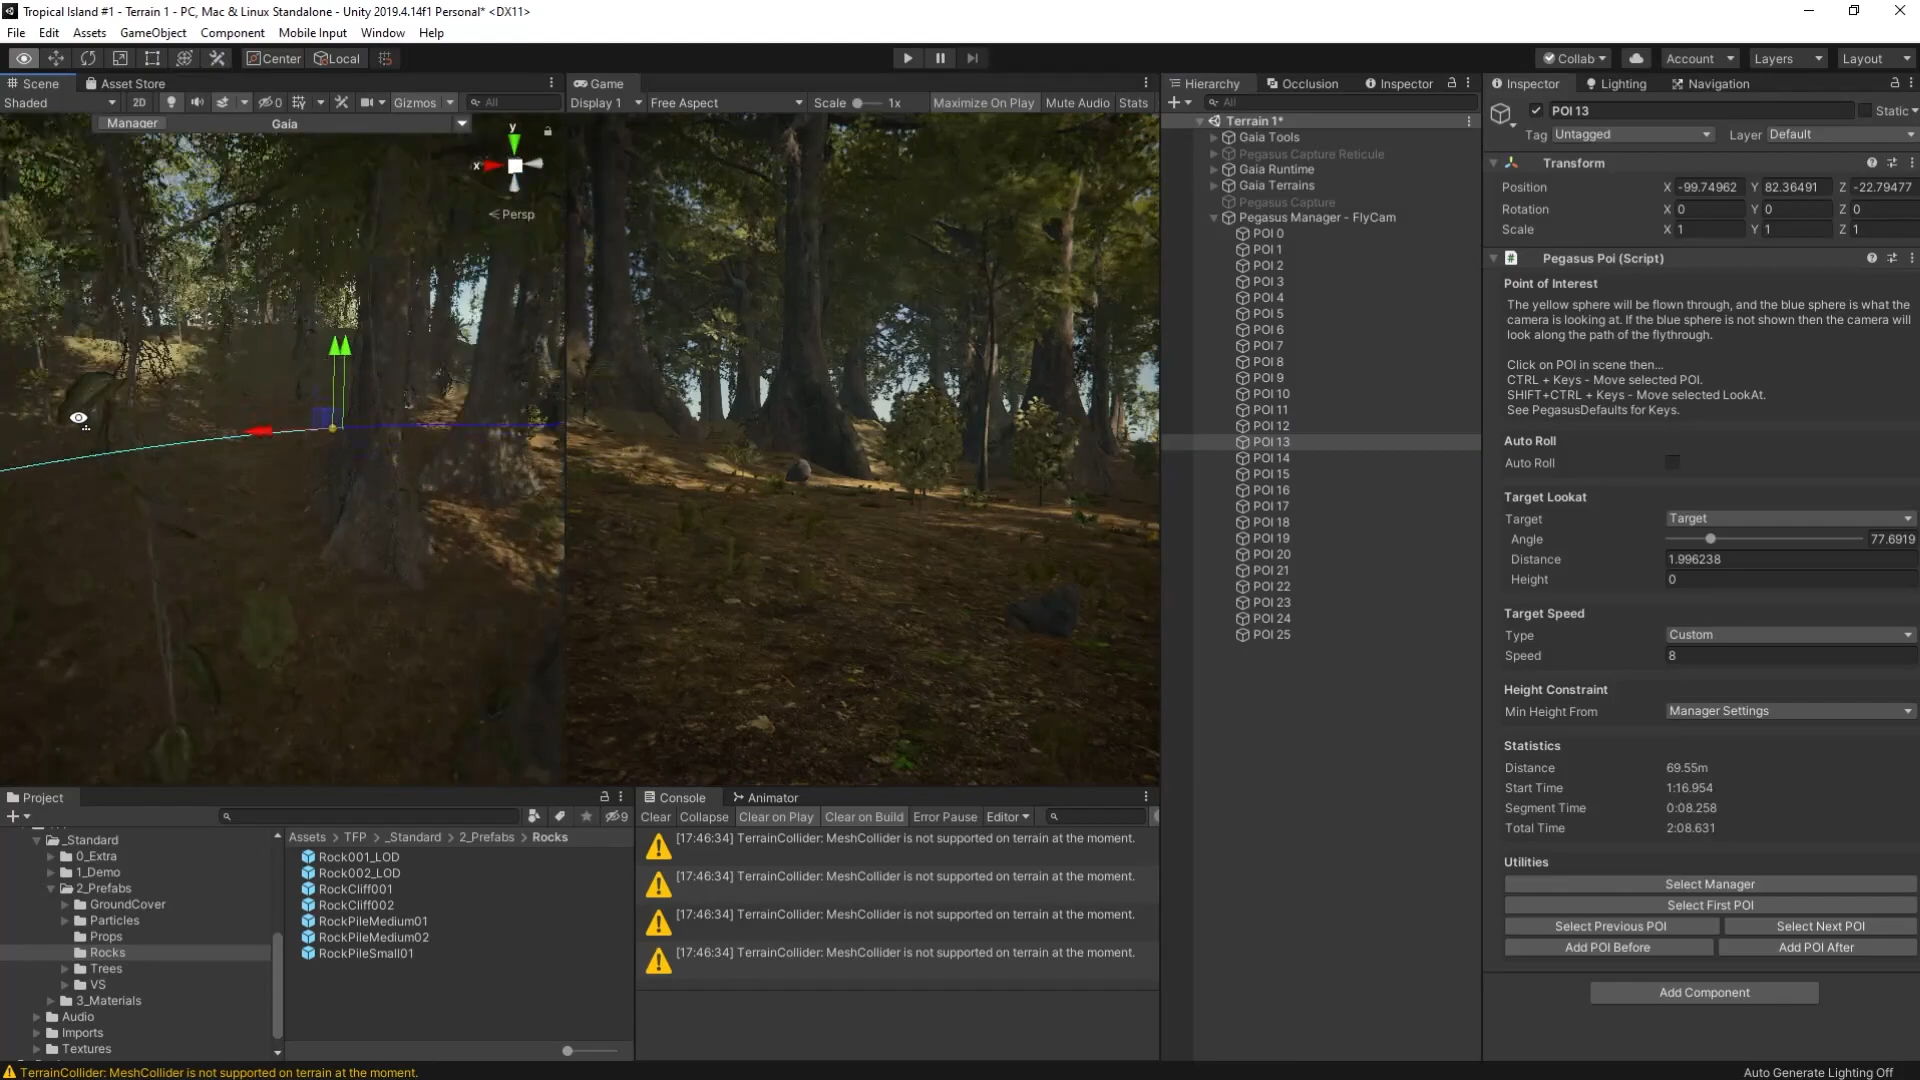 Tropical Island #1 - Terrain 1 - PC, Mac & Linux Standalone - Unity 2019.4.14f1 Personal* <DX11>
File Edit Assets GameObject Component Mobile Input Window Help
Center Local
Collab Account Layers Layout
Scene Asset Store
Shaded 2D 0 Gizmos All
Manager Gaia
y
x
Persp
Game
Display 1 Free Aspect Scale 1x Maximize On Play Mute Audio Stats
Hierarchy Occlusion Inspector
All
Terrain 1*
Gaia Tools
Pegasus Capture Reticule
Gaia Runtime
Gaia Terrains
Pegasus Capture
Pegasus Manager - FlyCam
POI 0
POI 1
POI 2
POI 3
POI 4
POI 5
POI 6
POI 7
POI 8
POI 9
POI 10
POI 11
POI 12
POI 13
POI 14
POI 15
POI 16
POI 17
POI 18
POI 19
POI 20
POI 21
POI 22
POI 23
POI 24
POI 25
Inspector Lighting Navigation
POI 13 Static
Tag Untagged Layer Default
Transform
Position X -99.74962 Y 82.36491 Z -22.79477
Rotation X 0 Y 0 Z 0
Scale X 1 Y 1 Z 1
Pegasus Poi (Script)
Point of Interest
The yellow sphere will be flown through, and the blue sphere is what the
camera is looking at. If the blue sphere is not shown then the camera will
look along the path of the flythrough.
Click on POI in scene then...
CTRL + Keys - Move selected POI.
SHIFT+CTRL + Keys - Move selected LookAt.
See PegasusDefaults for Keys.
Auto Roll
Auto Roll
Target Lookat
Target Target
Angle 77.6919
Distance 1.996238
Height 0
Target Speed
Type Custom
Speed 8
Height Constraint
Min Height From Manager Settings
Statistics
Distance 69.55m
Start Time 1:16.954
Segment Time 0:08.258
Total Time 2:08.631
Utilities
Select Manager
Select First POI
Select Previous POI Select Next POI
Add POI Before Add POI After
Add Component
Project
9
_Standard
0_Extra
1_Demo
2_Prefabs
GroundCover
Particles
Props
Rocks
Trees
VS
3_Materials
Audio
Imports
Textures
Assets > TFP > _Standard > 2_Prefabs > Rocks
Rock001_LOD
Rock002_LOD
RockCliff001
RockCliff002
RockPileMedium01
RockPileMedium02
RockPileSmall01
Console Animator
Clear Collapse Clear on Play Clear on Build Error Pause Editor
[17:46:34] TerrainCollider: MeshCollider is not supported on terrain at the moment.
[17:46:34] TerrainCollider: MeshCollider is not supported on terrain at the moment.
[17:46:34] TerrainCollider: MeshCollider is not supported on terrain at the moment.
[17:46:34] TerrainCollider: MeshCollider is not supported on terrain at the moment.
TerrainCollider: MeshCollider is not supported on terrain at the moment.
Auto Generate Lighting Off